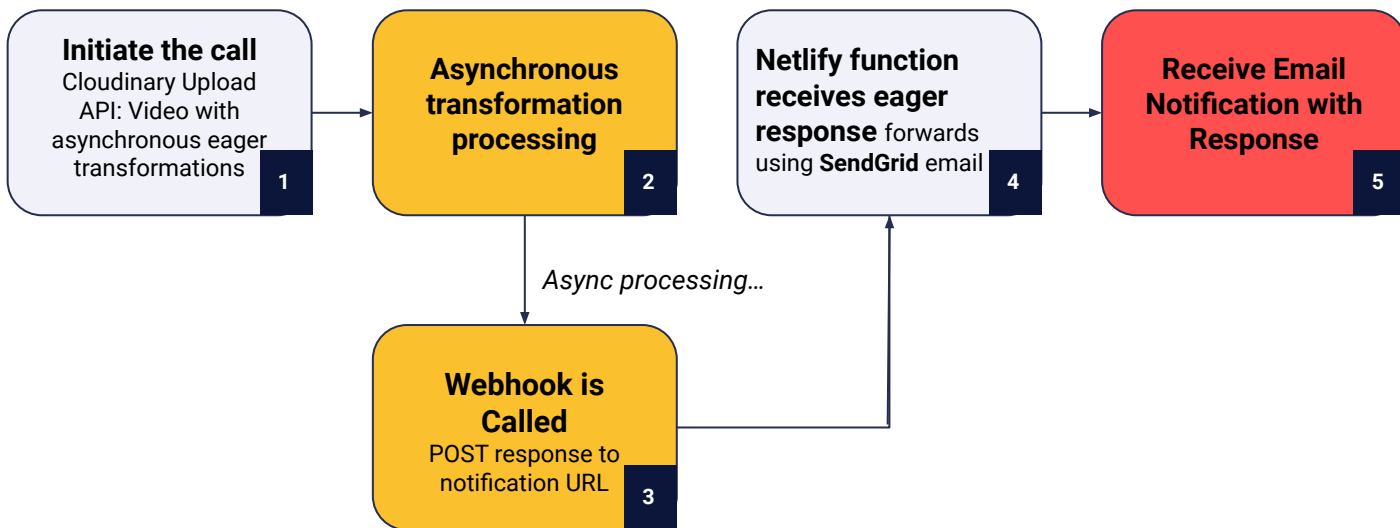 Initiate the call
Cloudinary Upload
API: Video with
asynchronous eager
transformations
1
Asynchronous
transformation
processing
2
Async processing…
Webhook is
Called
POST response to
notification URL
3
Netlify function
receives eager
response forwards
using SendGrid email
4
Receive Email
Notification with
Response
5